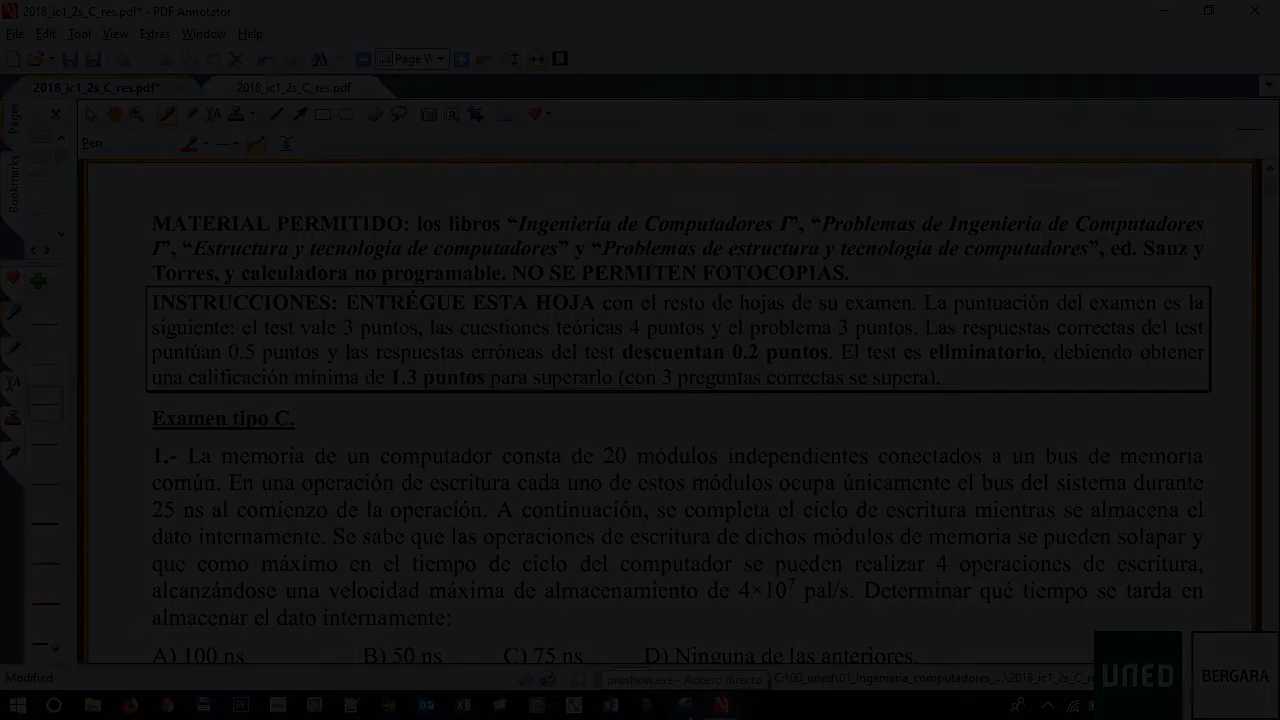 2018_ic1_2s_C_res.pdf* - PDF Annotator
File Edit Tool View Extras Window Help
Page W
2018_ic1_2s_C_res.pdf* 2018_ic1_2s_C_res.pdf
Pages
Bookmarks
Pen
MATERIAL PERMITIDO: los libros “Ingeniería de Computadores I”, “Problemas de Ingeniería de Computadores
I”, “Estructura y tecnología de computadores” y “Problemas de estructura y tecnología de computadores”, ed. Sanz y
Torres, y calculadora no programable. NO SE PERMITEN FOTOCOPIAS.
INSTRUCCIONES: ENTRÉGUE ESTA HOJA con el resto de hojas de su examen. La puntuación del examen es la
siguiente: el test vale 3 puntos, las cuestiones teóricas 4 puntos y el problema 3 puntos. Las respuestas correctas del test
puntúan 0.5 puntos y las respuestas erróneas del test descuentan 0.2 puntos. El test es eliminatorio, debiendo obtener
una calificación mínima de 1.3 puntos para superarlo (con 3 preguntas correctas se supera).
Examen tipo C.
1.- La memoria de un computador consta de 20 módulos independientes conectados a un bus de memoria
común. En una operación de escritura cada uno de estos módulos ocupa únicamente el bus del sistema durante
25 ns al comienzo de la operación. A continuación, se completa el ciclo de escritura mientras se almacena el
dato internamente. Se sabe que las operaciones de escritura de dichos módulos de memoria se pueden solapar y
que como máximo en el tiempo de ciclo del computador se pueden realizar 4 operaciones de escritura,
alcanzándose una velocidad máxima de almacenamiento de 4×10⁷ pal/s. Determinar qué tiempo se tarda en
almacenar el dato internamente:
A) 100 ns B) 50 ns C) 75 ns D) Ninguna de las anteriores.
Modified
proshow.exe - Acceso directo
C:\00_uned\01_Ingenieria_computadores_...\2018_ic1_2s_C_re
UNED
BERGARA